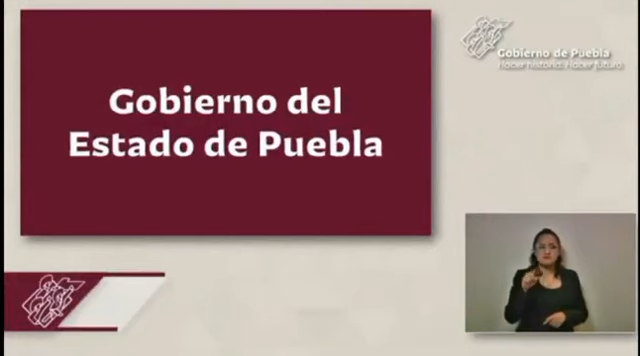 Gobierno de Puebla
Hacer historia. Hacer futuro.
Gobierno del
Estado de Puebla